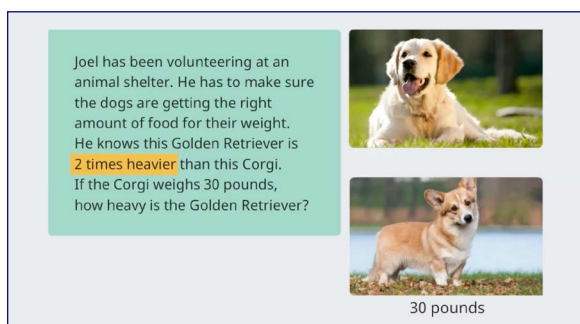 Joel has been volunteering at an
animal shelter. He has to make sure
the dogs are getting the right
amount of food for their weight.
He knows this Golden Retriever is
2 times heavier than this Corgi.
If the Corgi weighs 30 pounds,
how heavy is the Golden Retriever?
30 pounds